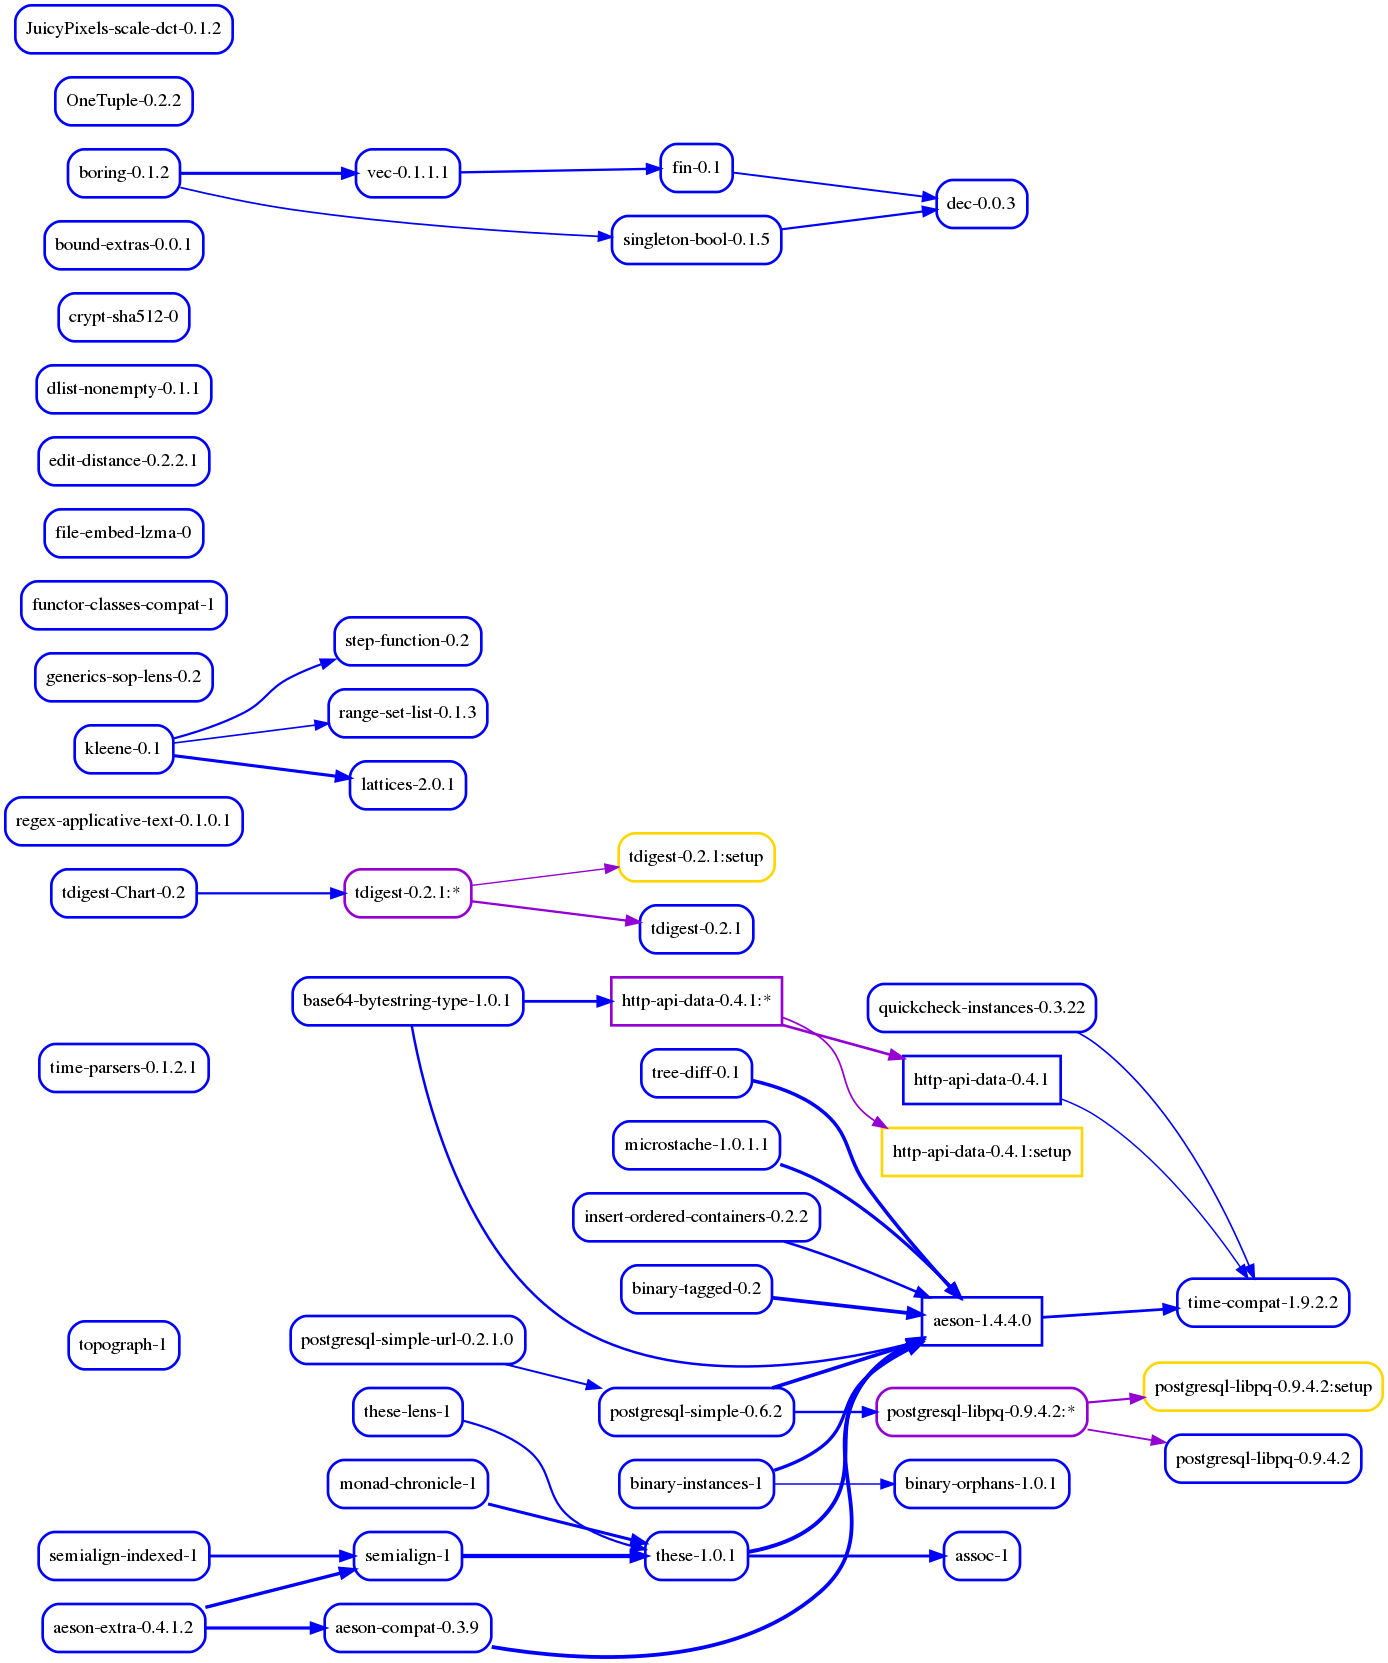 JuicyPixels-scale-dct-0.1.2
OneTuple-0.2.2
boring-0.1.2
vec-0.1.1.1
fin-0.1
dec-0.0.3
bound-extras-0.0.1
singleton-bool-0.1.5
crypt-sha512-0
dlist-nonempty-0.1.1
edit-distance-0.2.2.1
file-embed-lzma-0
functor-classes-compat-1
step-function-0.2
generics-sop-lens-0.2
range-set-list-0.1.3
kleene-0.1
lattices-2.0.1
regex-applicative-text-0.1.0.1
tdigest-0.2.1:setup
tdigest-Chart-0.2
tdigest-0.2.1:*
tdigest-0.2.1
base64-bytestring-type-1.0.1
http-api-data-0.4.1:*
quickcheck-instances-0.3.22
time-parsers-0.1.2.1
tree-diff-0.1
http-api-data-0.4.1
microstache-1.0.1.1
http-api-data-0.4.1:setup
insert-ordered-containers-0.2.2
binary-tagged-0.2
time-compat-1.9.2.2
aeson-1.4.4.0
topograph-1
postgresql-simple-url-0.2.1.0
postgresql-libpq-0.9.4.2:setup
these-lens-1
postgresql-simple-0.6.2
postgresql-libpq-0.9.4.2:*
postgresql-libpq-0.9.4.2
monad-chronicle-1
binary-instances-1
binary-orphans-1.0.1
semialign-indexed-1
semialign-1
these-1.0.1
assoc-1
aeson-extra-0.4.1.2
aeson-compat-0.3.9